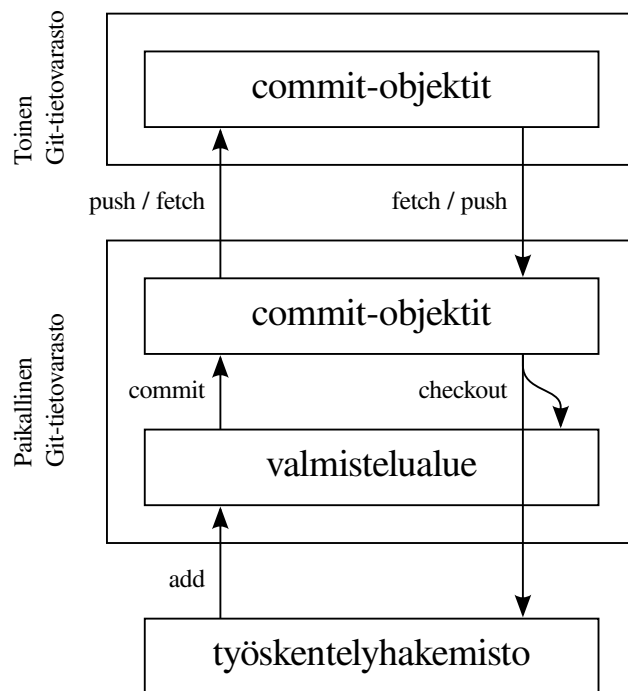 Toinen
Git-tietovarasto
commit-objektit
push / fetch
fetch / push
Paikallinen
Git-tietovarasto
commit-objektit
commit
checkout
valmistelualue
add
työskentelyhakemisto